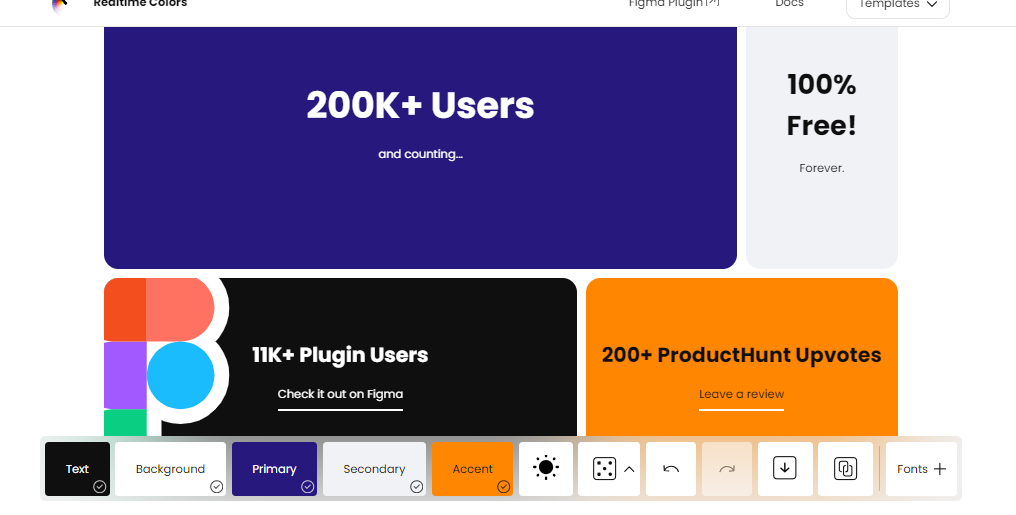 Realtime Colors
Figma Plugin
Docs
Templates
200K+ Users
and counting...
100%
Free!
Forever.
11K+ Plugin Users
Check it out on Figma
200+ ProductHunt Upvotes
Leave a review
Text
Background
Primary
Secondary
Accent
Fonts